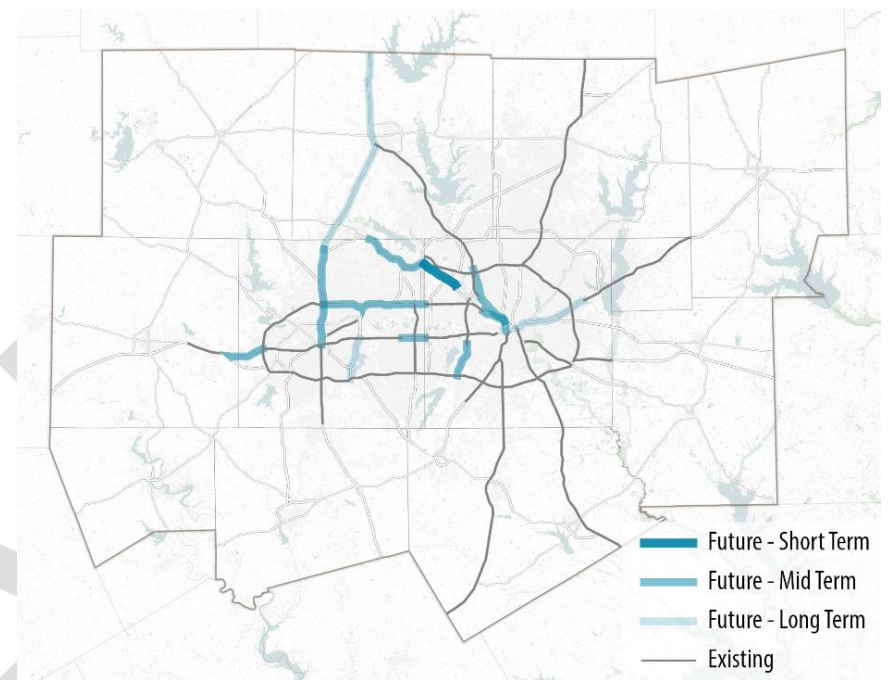 Future - Short Term
Future - Mid Term
Future - Long Term
Existing